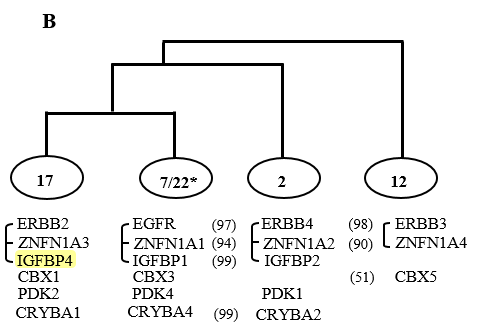 B
17 7/22* 2 12
ERBB2 EGFR (97) ERBB4 (98) ERBB3
ZNFN1A3 ZNFN1A1 (94) ZNFN1A2 (90) ZNFN1A4
IGFBP4 IGFBP1 (99) IGFBP2
CBX1 CBX3 (51) CBX5
PDK2 PDK4 PDK1
CRYBA1 CRYBA4 (99) CRYBA2